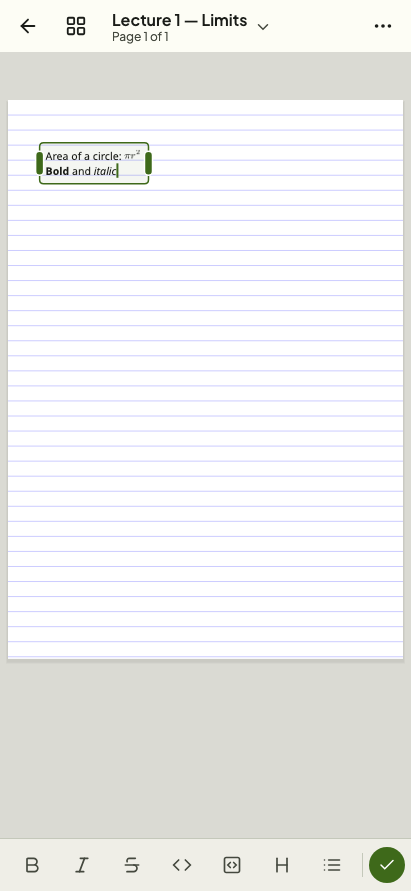 Lecture 1 — Limits
Page 1 of 1
Area of a circle: πr²
Bold and italic